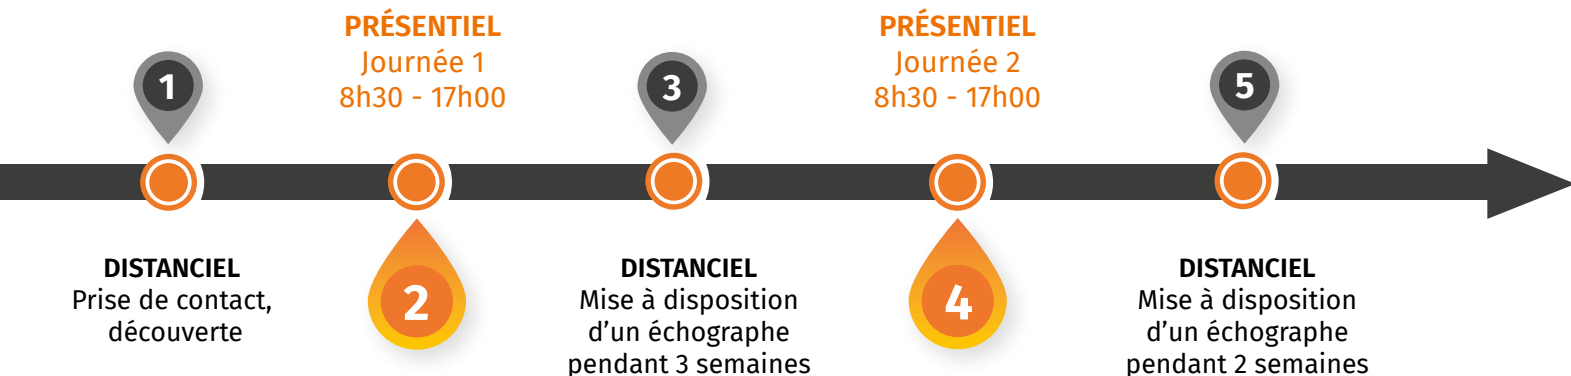 1
DISTANCIEL
Prise de contact,
découverte
PRÉSENTIEL
Journée 1
8h30 - 17h00
2
3
DISTANCIEL
Mise à disposition
d’un échographe
pendant 3 semaines
PRÉSENTIEL
Journée 2
8h30 - 17h00
4
5
DISTANCIEL
Mise à disposition
d’un échographe
pendant 2 semaines